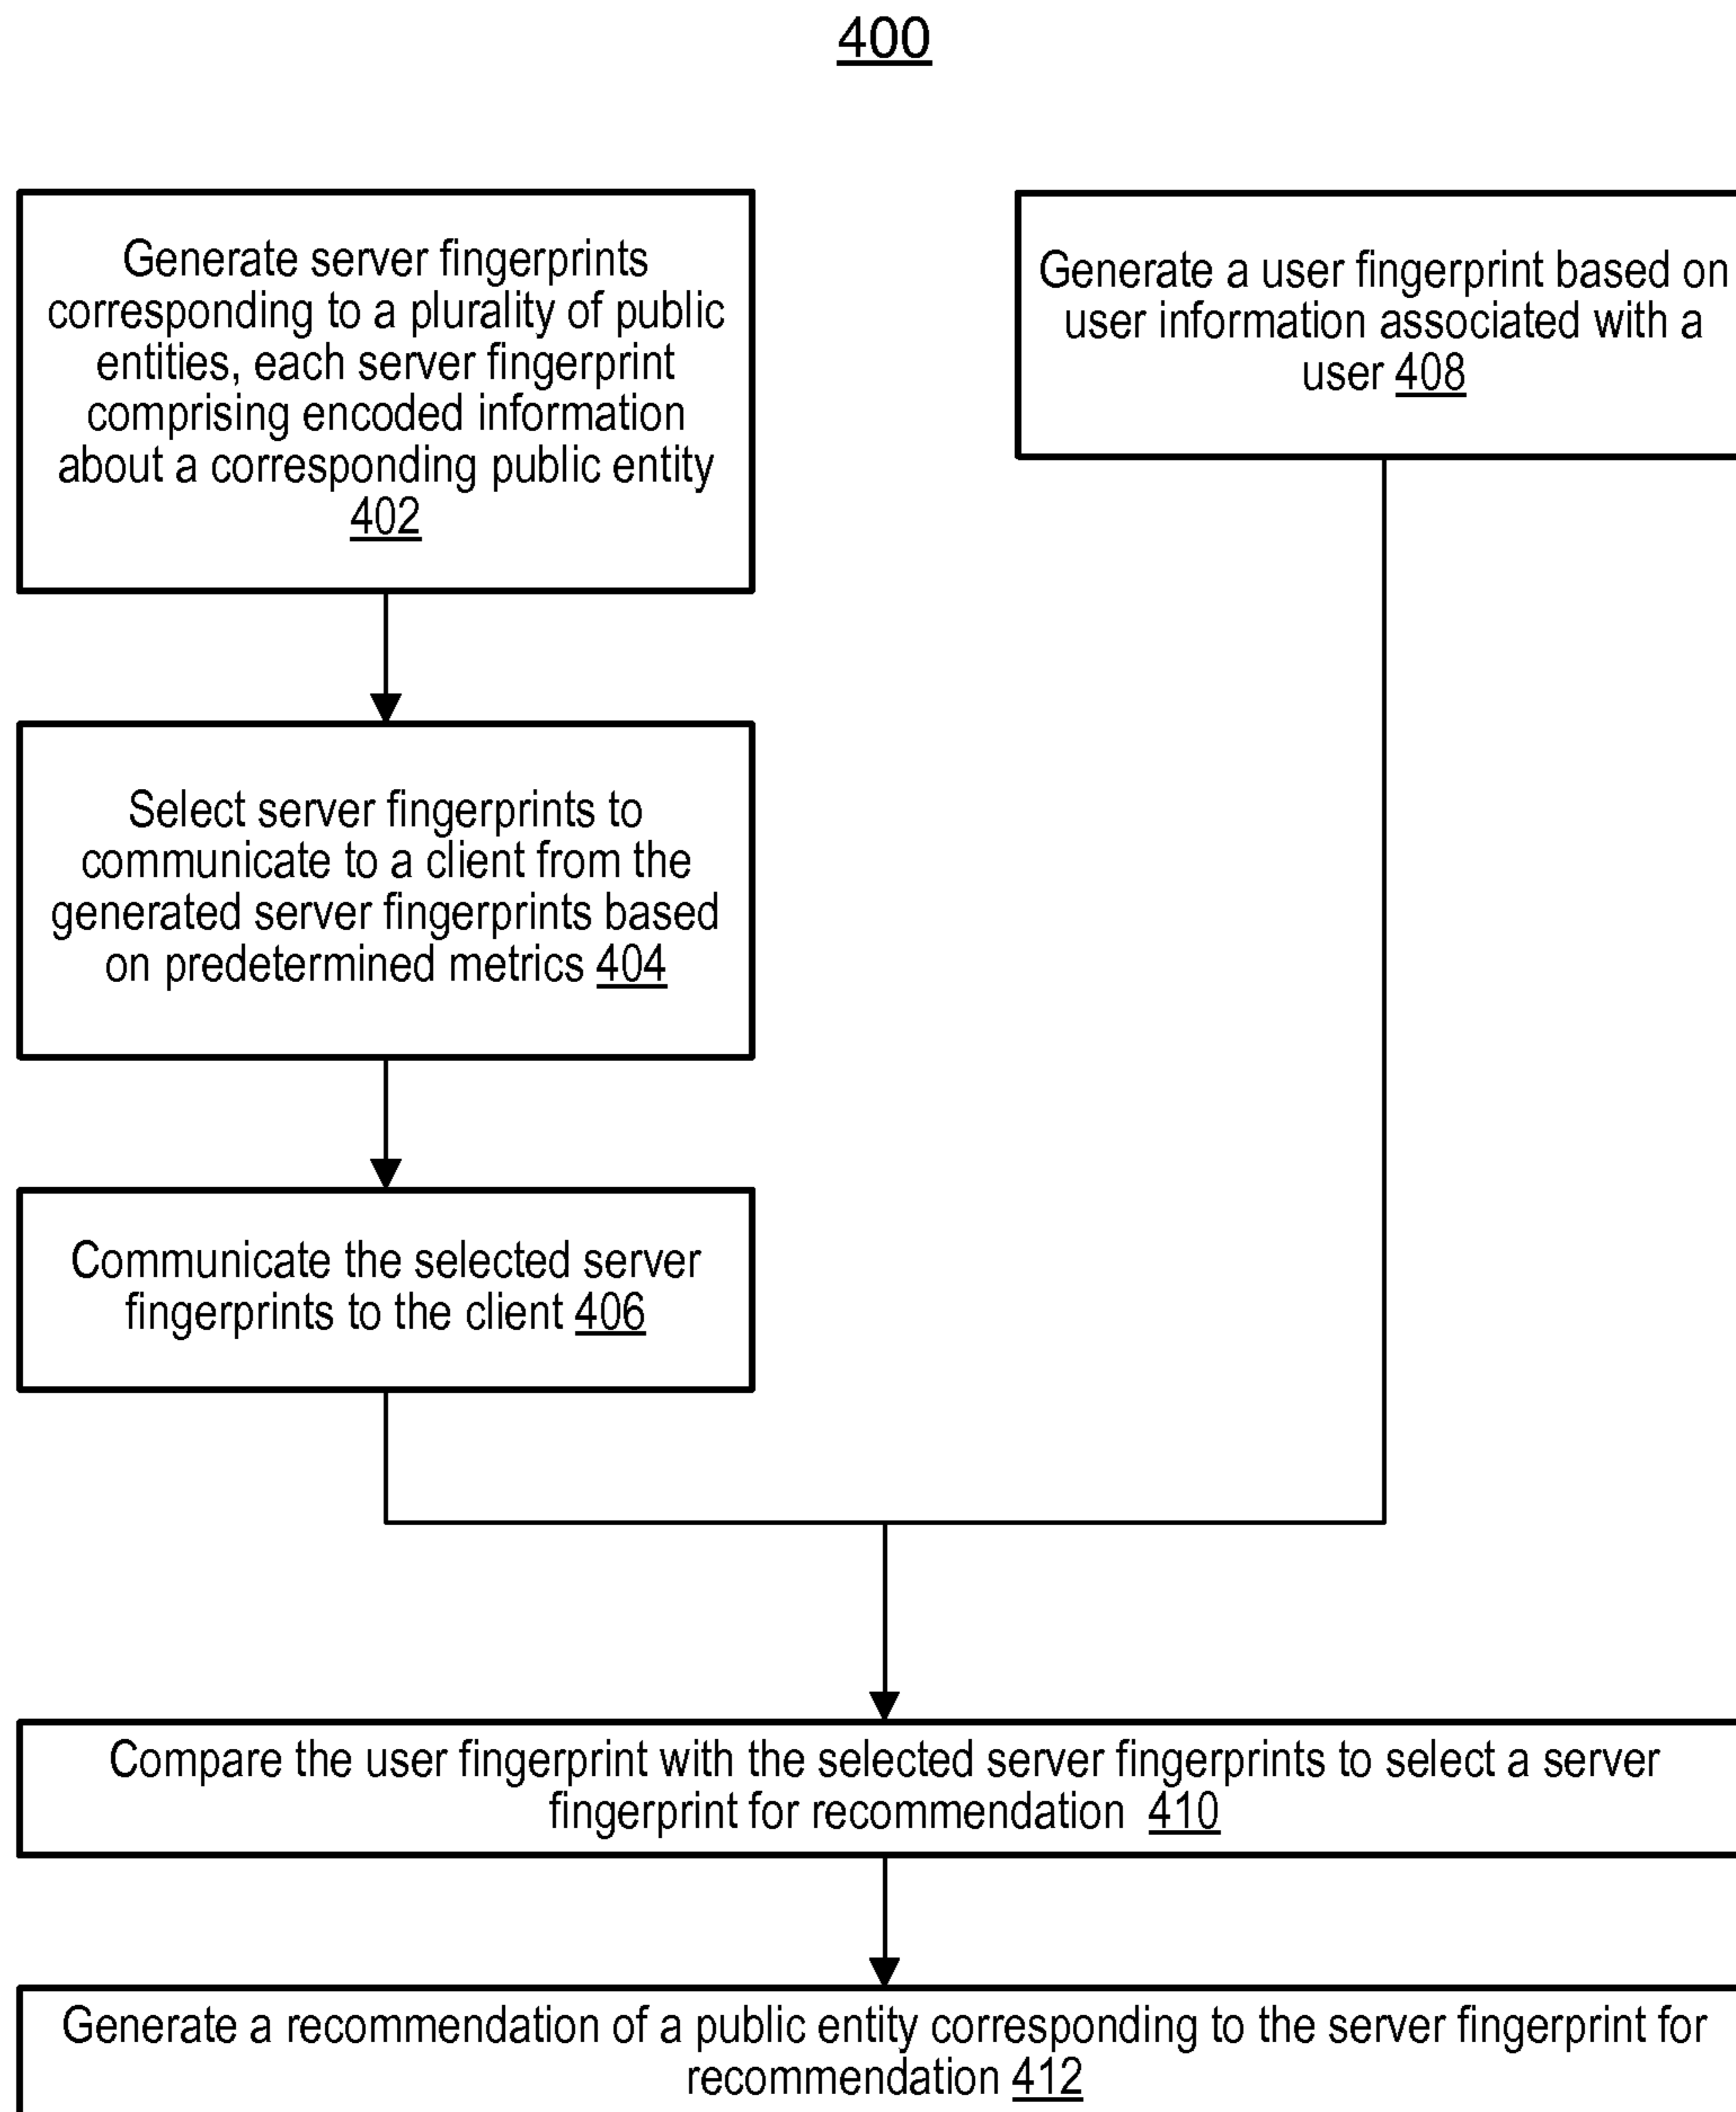 400
Generate server fingerprints
corresponding to a plurality of public
entities, each server fingerprint
comprising encoded information
about a corresponding public entity
402
Generate a user fingerprint based on
user information associated with a
user 408
Select server fingerprints to
communicate to a client from the
generated server fingerprints based
on predetermined metrics 404
Communicate the selected server
fingerprints to the client 406
Compare the user fingerprint with the selected server fingerprints to select a server
fingerprint for recommendation 410
Generate a recommendation of a public entity corresponding to the server fingerprint for
recommendation 412